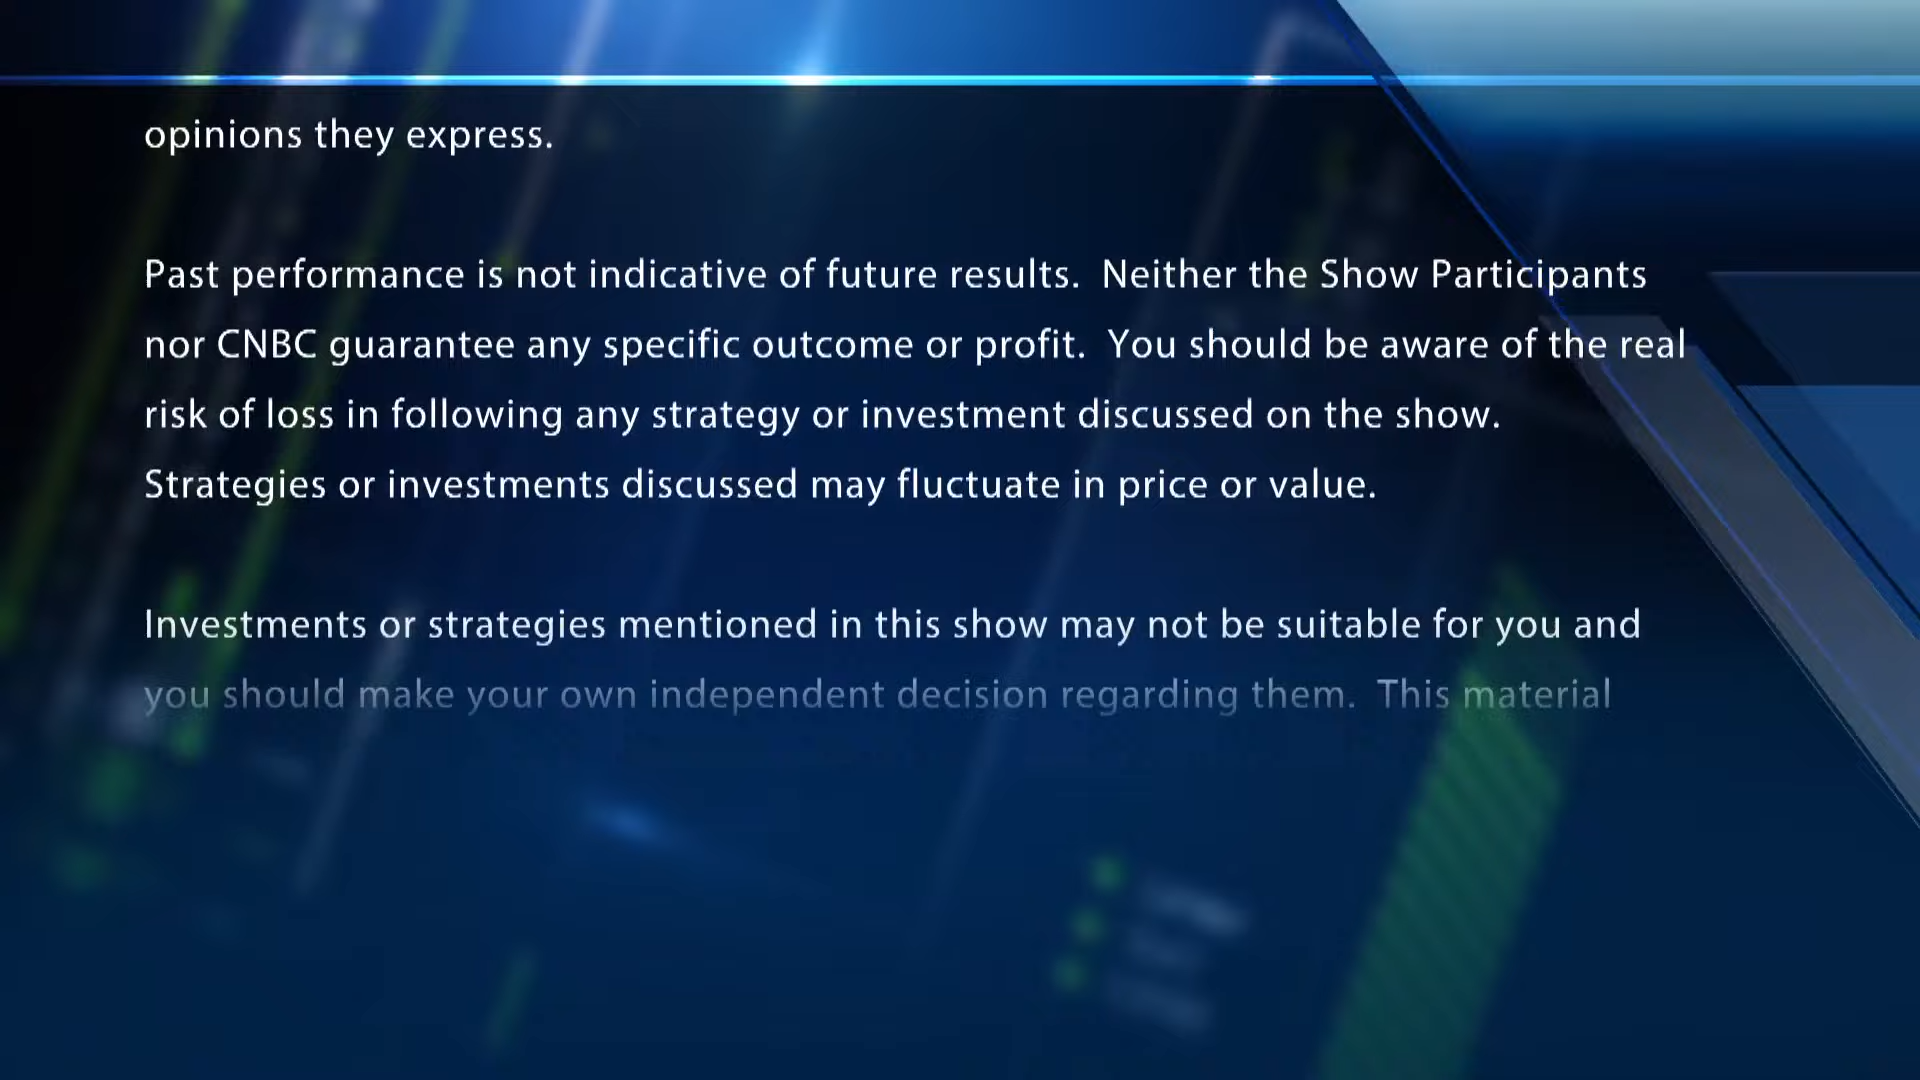 opinions they express.
Past performance is not indicative of future results.  Neither the Show Participants
nor CNBC guarantee any specific outcome or profit.  You should be aware of the real
risk of loss in following any strategy or investment discussed on the show.
Strategies or investments discussed may fluctuate in price or value.
Investments or strategies mentioned in this show may not be suitable for you and
you should make your own independent decision regarding them.  This material